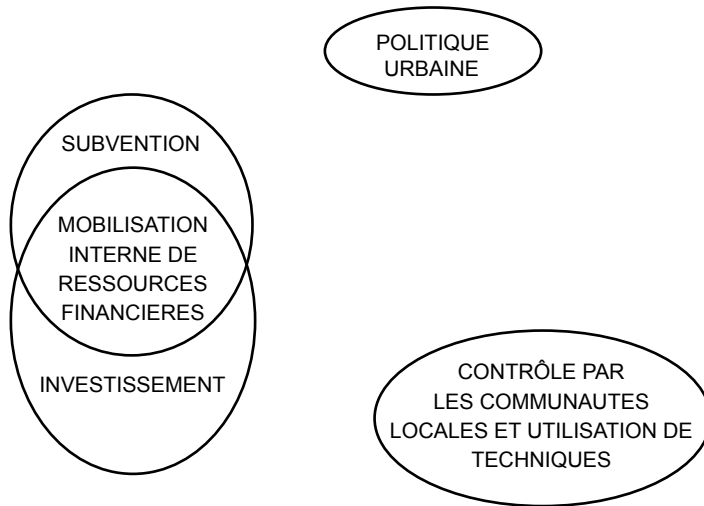 POLITIQUE
URBAINE
SUBVENTION
MOBILISATION
INTERNE DE
RESSOURCES
FINANCIERES
INVESTISSEMENT
CONTRÔLE PAR
LES COMMUNAUTES
LOCALES ET UTILISATION DE
TECHNIQUES